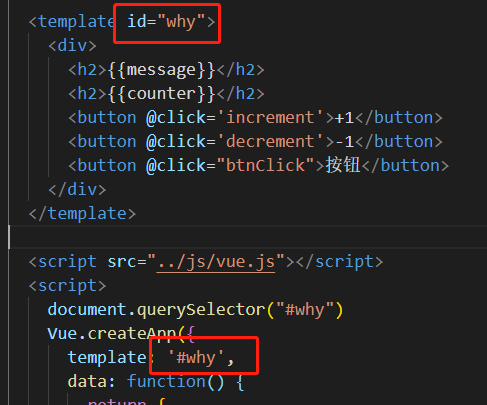 <template id="why">
<div>
<h2>{{message}}</h2>
<h2>{{counter}}</h2>
<button @click='increment'>+1</button>
<button @click='decrement'>-1</button>
<button @click="btnClick">按钮</button>
</div>
</template>
<script src="../js/vue.js"></script>
<script>
document.querySelector("#why")
Vue.createApp({
template: '#why',
data: function() {
return {